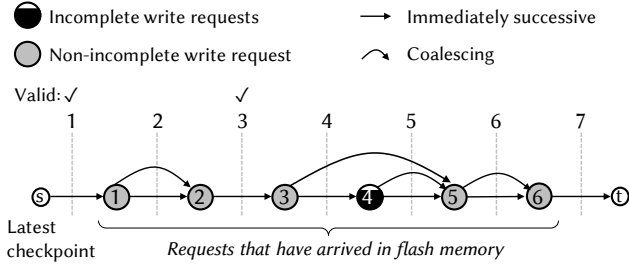 Incomplete write requests
Immediately successive
Non-incomplete write request
Coalescing
Valid: ✓ ✓
1 2 3 4 5 6 7
s 1 2 3 4 5 6 t
Latest
checkpoint
Requests that have arrived in flash memory